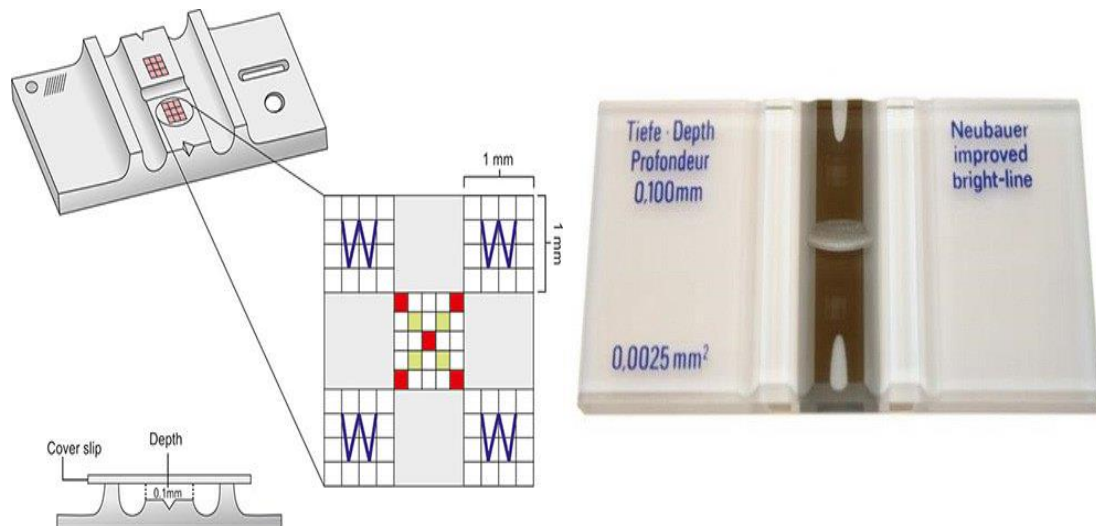 1 mm
1 mm
W
W
W
W
Cover slip
Depth
0.1mm
Tiefe · Depth
Profondeur
0,100mm
0,0025 mm²
Neubauer
improved
bright-line